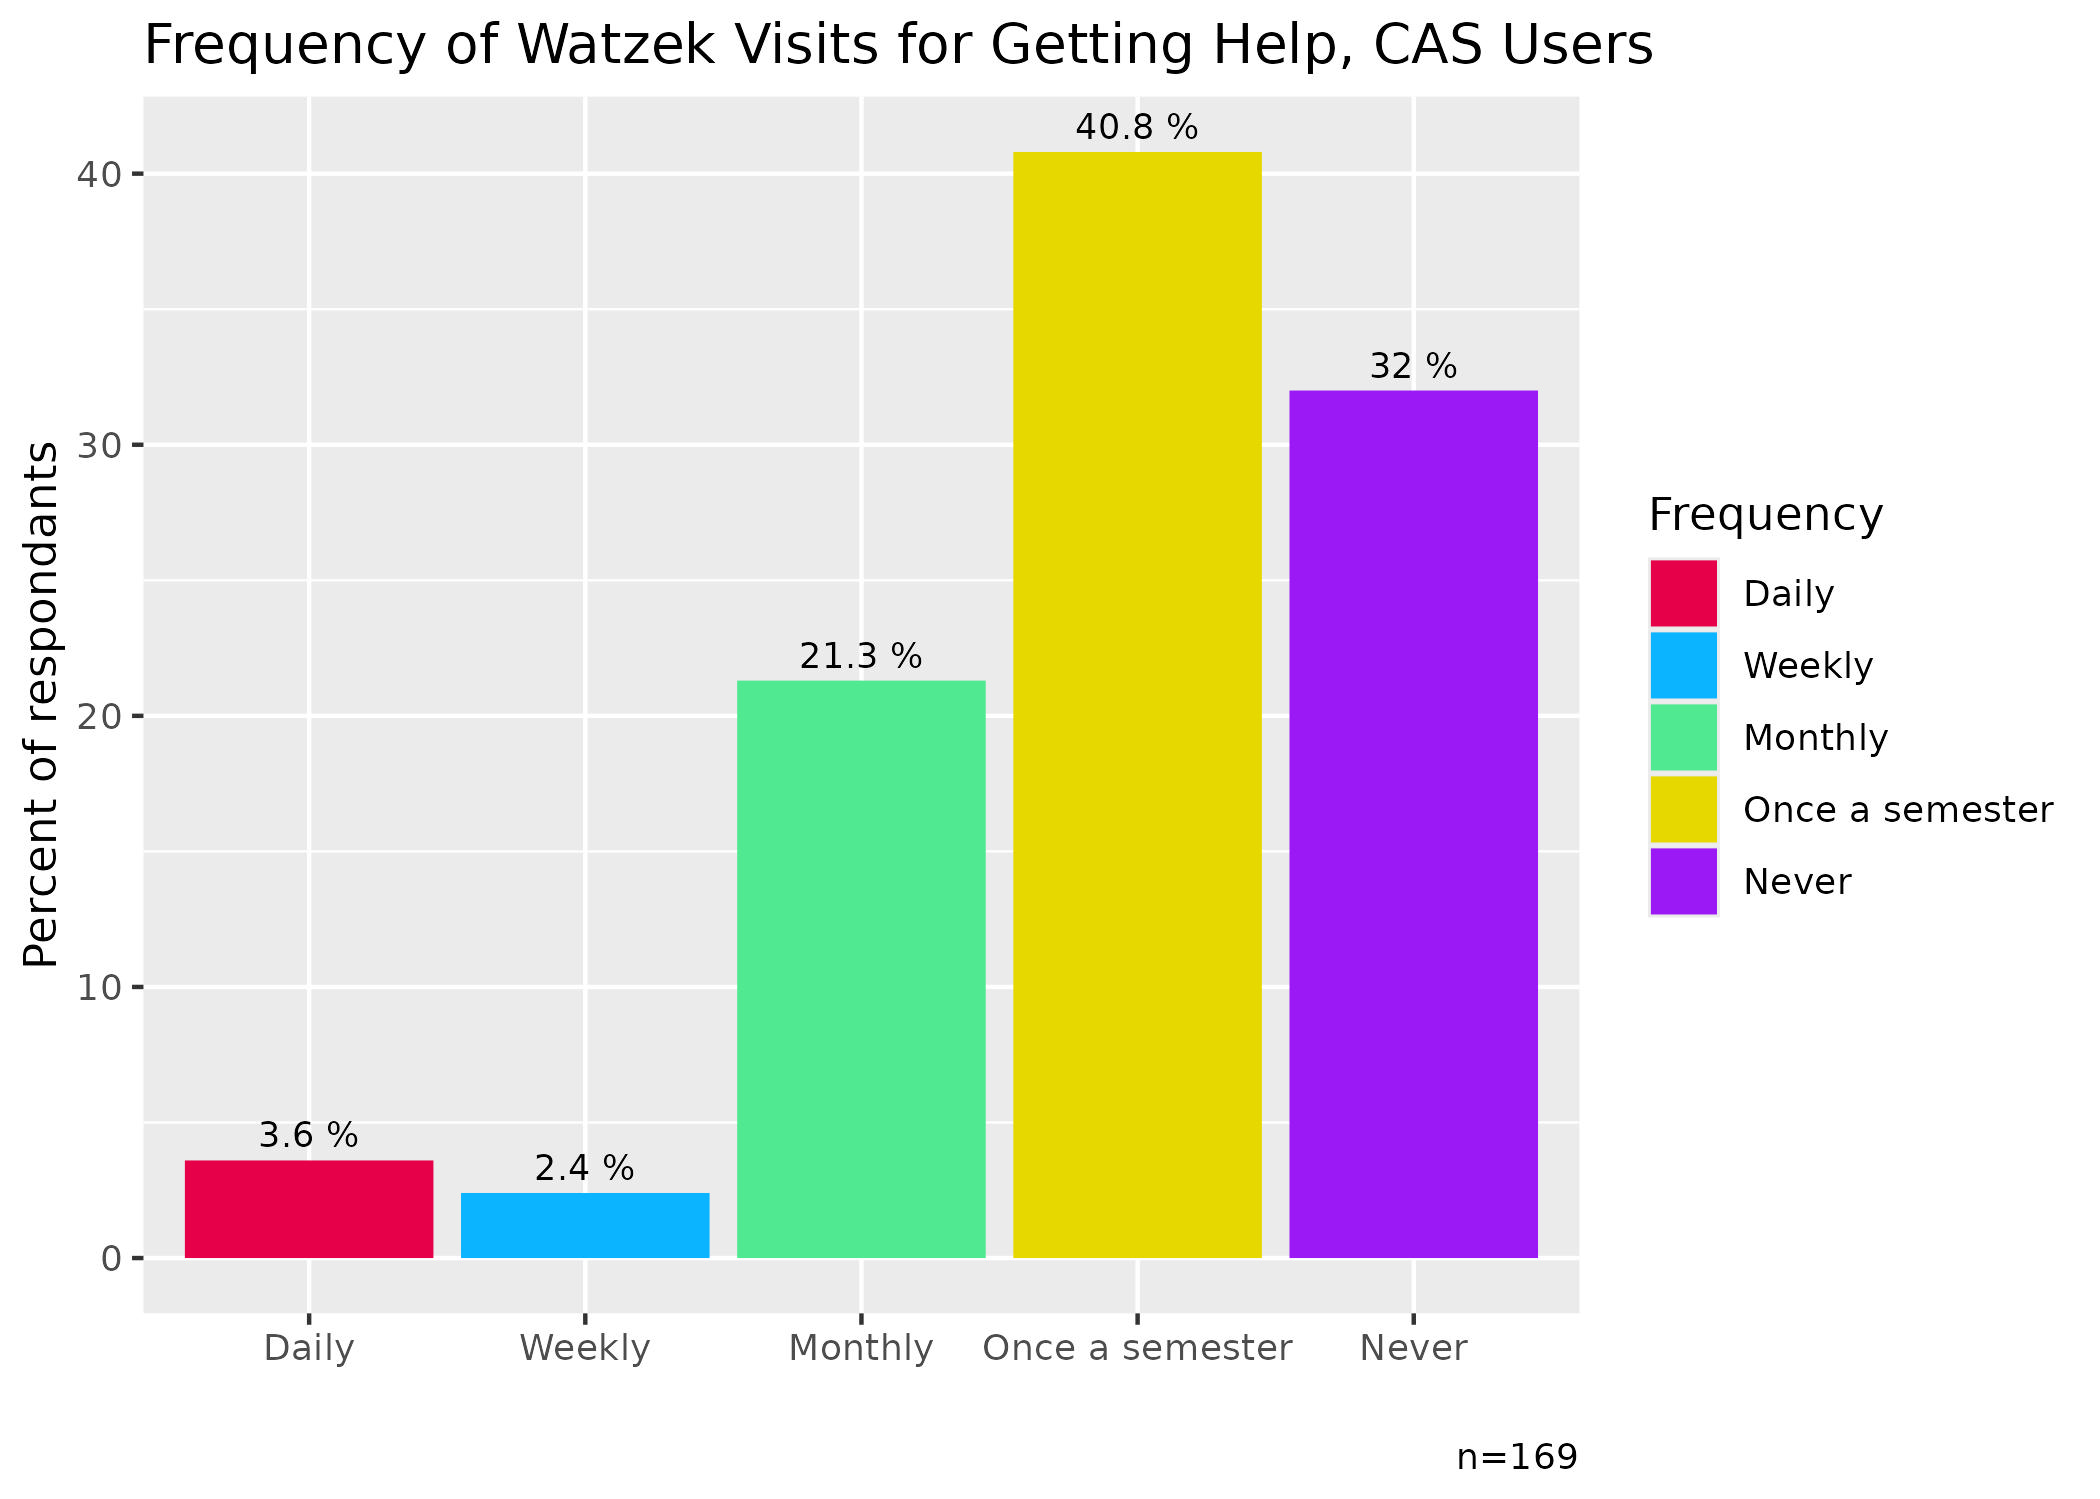 Frequency of Watzek Visits for Getting Help, CAS Users
Percent of respondants
40
30
20
10
0
3.6 %
2.4 %
21.3 %
40.8 %
32 %
Daily
Weekly
Monthly
Once a semester
Never
Frequency
Daily
Weekly
Monthly
Once a semester
Never
n=169